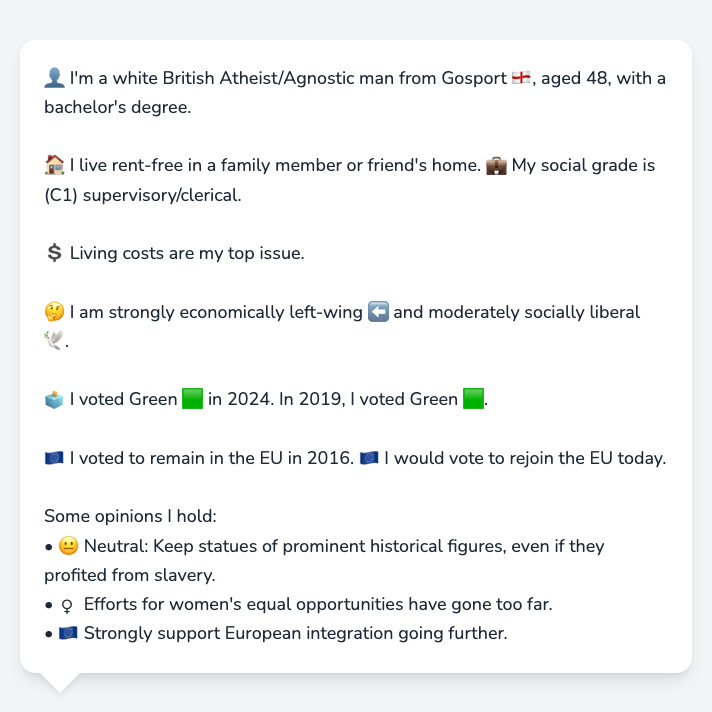 👤 I'm a white British Atheist/Agnostic man from Gosport 🏴󠁧󠁢󠁥󠁮󠁧󠁿, aged 48, with a
bachelor's degree.
🏠 I live rent-free in a family member or friend's home. 💼 My social grade is
(C1) supervisory/clerical.
💲 Living costs are my top issue.
🤔 I am strongly economically left-wing ⬅️ and moderately socially liberal
🕊️.
🗳️ I voted Green 🟩 in 2024. In 2019, I voted Green 🟩.
🇪🇺 I voted to remain in the EU in 2016. 🇪🇺 I would vote to rejoin the EU today.
Some opinions I hold:
• 😐 Neutral: Keep statues of prominent historical figures, even if they
profited from slavery.
• ♀ Efforts for women's equal opportunities have gone too far.
• 🇪🇺 Strongly support European integration going further.